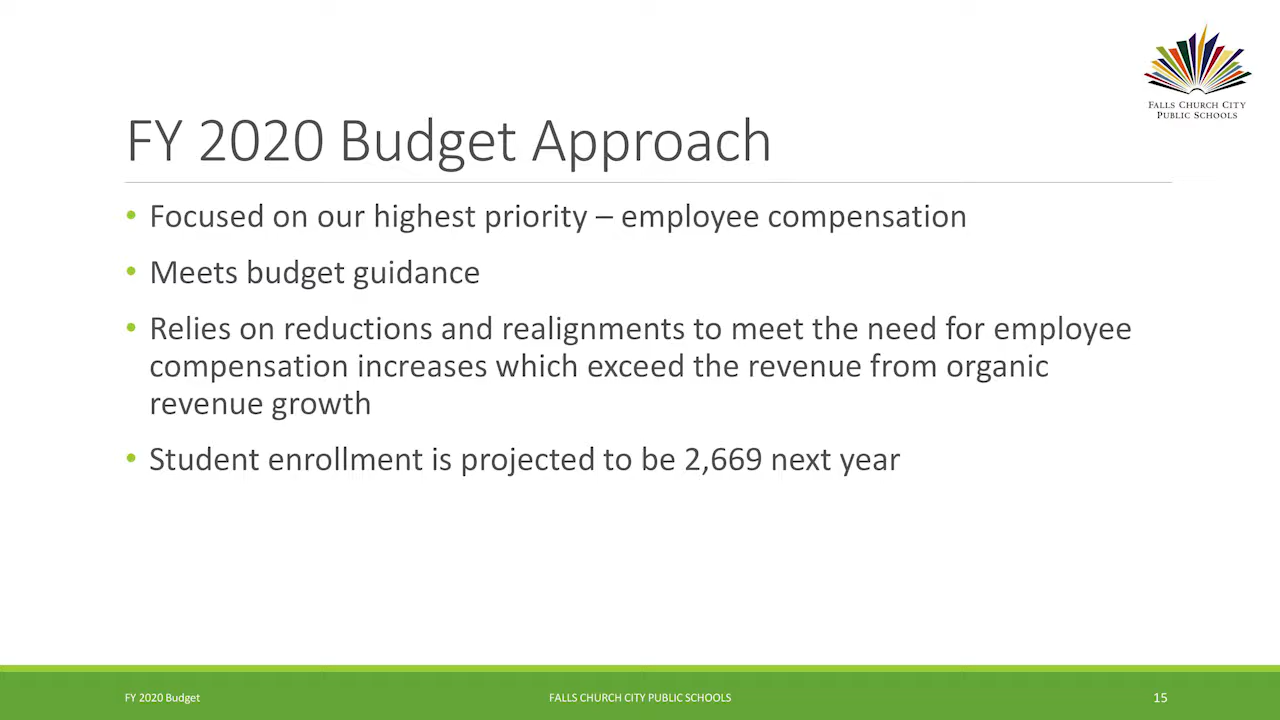 FALLS CHURCH CITY
PUBLIC SCHOOLS
FY 2020 Budget Approach
• Focused on our highest priority – employee compensation
• Meets budget guidance
• Relies on reductions and realignments to meet the need for employee
compensation increases which exceed the revenue from organic
revenue growth
• Student enrollment is projected to be 2,669 next year
FY 2020 Budget
FALLS CHURCH CITY PUBLIC SCHOOLS
15